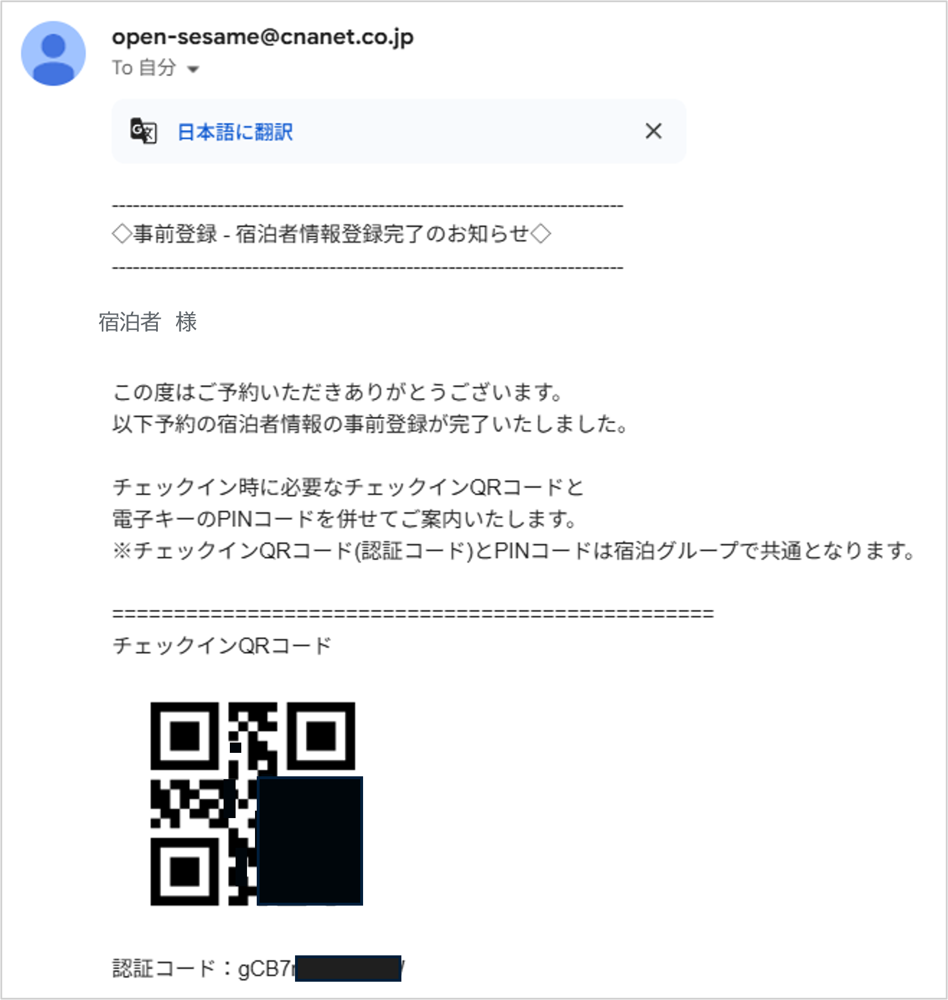 open-sesame@cnanet.co.jp
To 自分
日本語に翻訳
------------------------------------------------------------------------
◇事前登録 - 宿泊者情報登録完了のお知らせ◇
------------------------------------------------------------------------
宿泊者 様
この度はご予約いただきありがとうございます。
以下予約の宿泊者情報の事前登録が完了いたしました。
チェックイン時に必要なチェックインQRコードと
電子キーのPINコードを併せてご案内いたします。
※チェックインQRコード(認証コード)とPINコードは宿泊グループで共通となります。
=================================================
チェックインQRコード
認証コード：gCB7